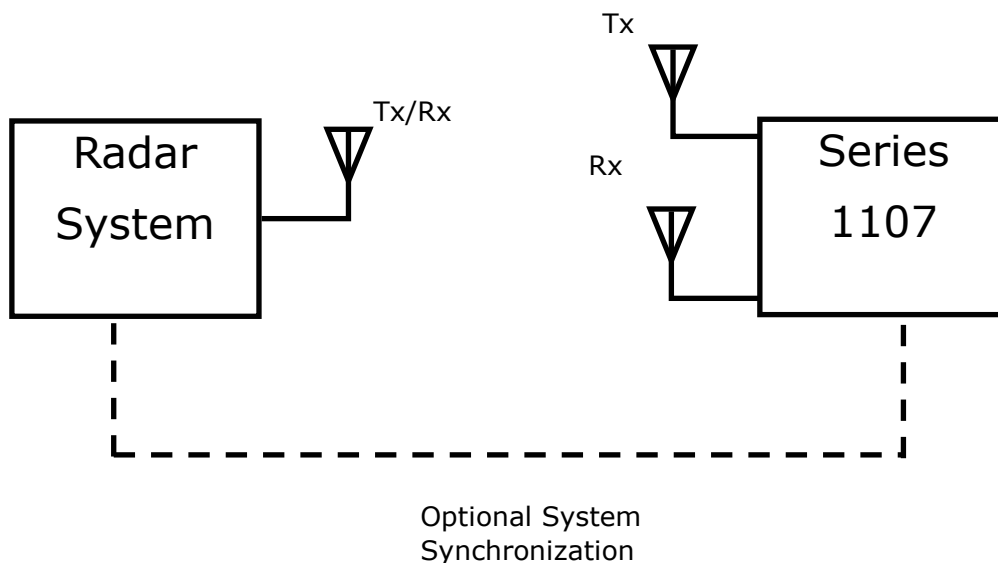 Radar
System
Tx/Rx
Tx
Rx
Series
1107
Optional System
Synchronization